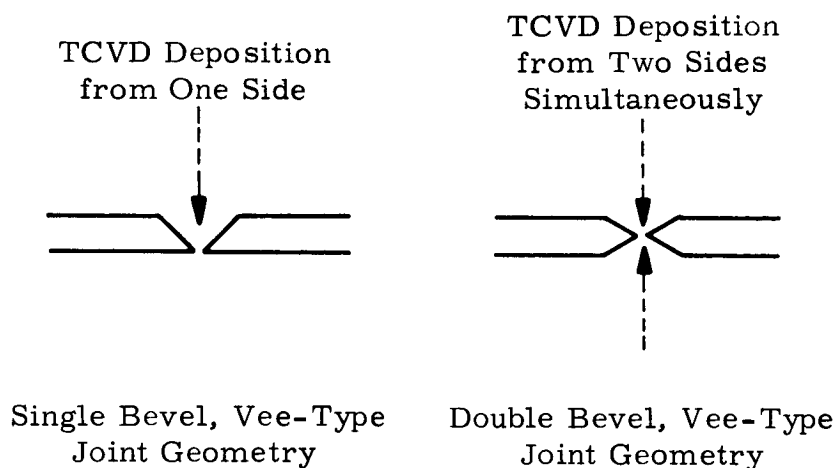 TCVD Deposition
from One Side
TCVD Deposition
from Two Sides
Simultaneously
Single Bevel, Vee-Type
Joint Geometry
Double Bevel, Vee-Type
Joint Geometry